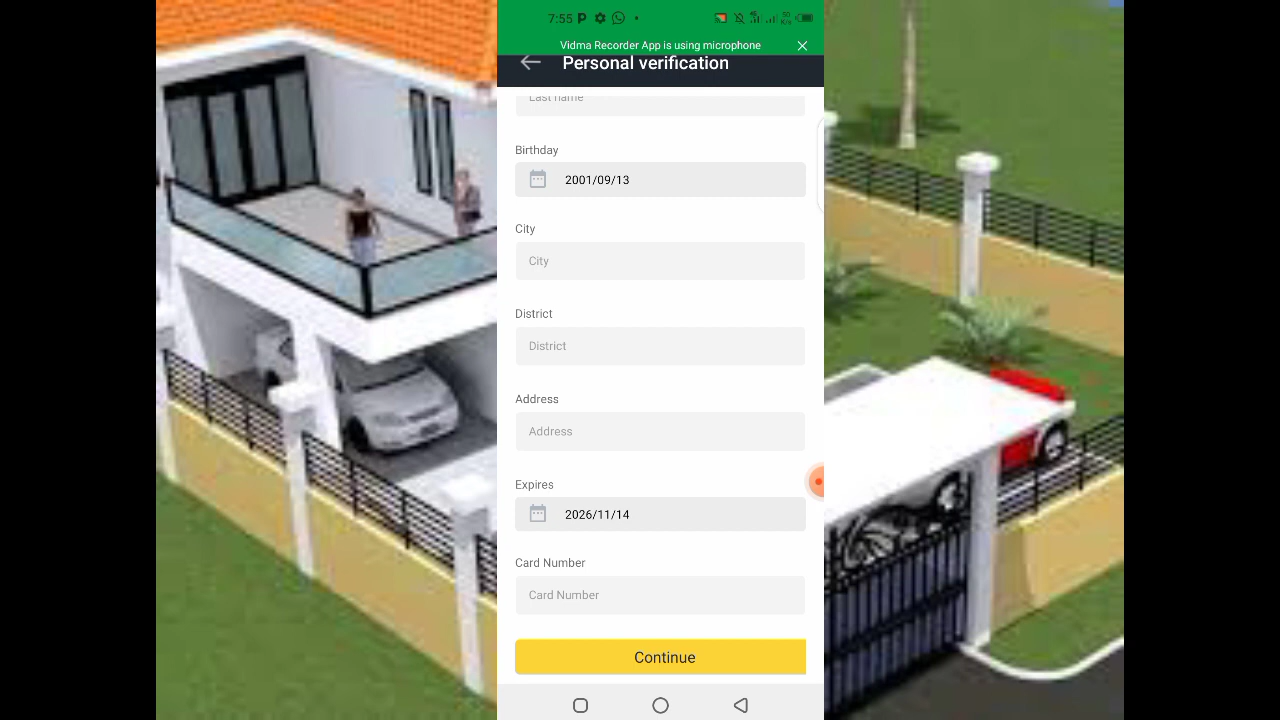 7:55 P
Vidma Recorder App is using microphone
Personal verification
Last name
Birthday
2001/09/13
City
City
District
District
Address
Address
Expires
2026/11/14
Card Number
Card Number
Continue